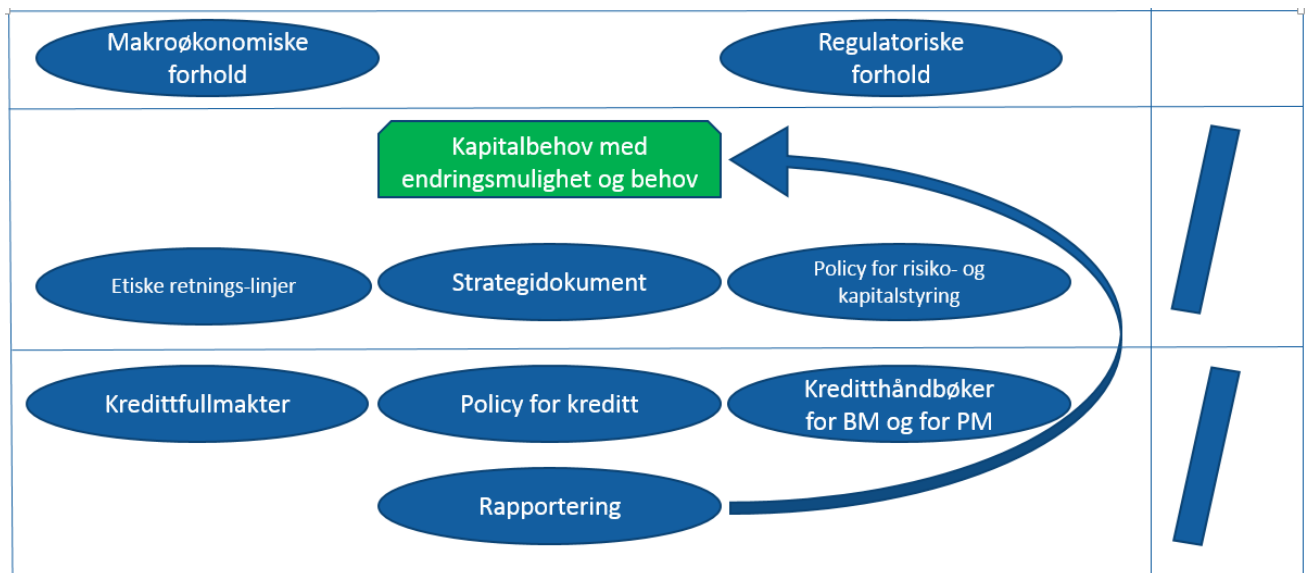 Makroøkonomiske
forhold
Regulatoriske
forhold
Kapitalbehov med
endringsmulighet og behov
Etiske retnings-linjer
Strategidokument
Policy for risiko- og
kapitalstyring
Kredittfullmakter
Policy for kreditt
Kreditthåndbøker
for BM og for PM
Rapportering